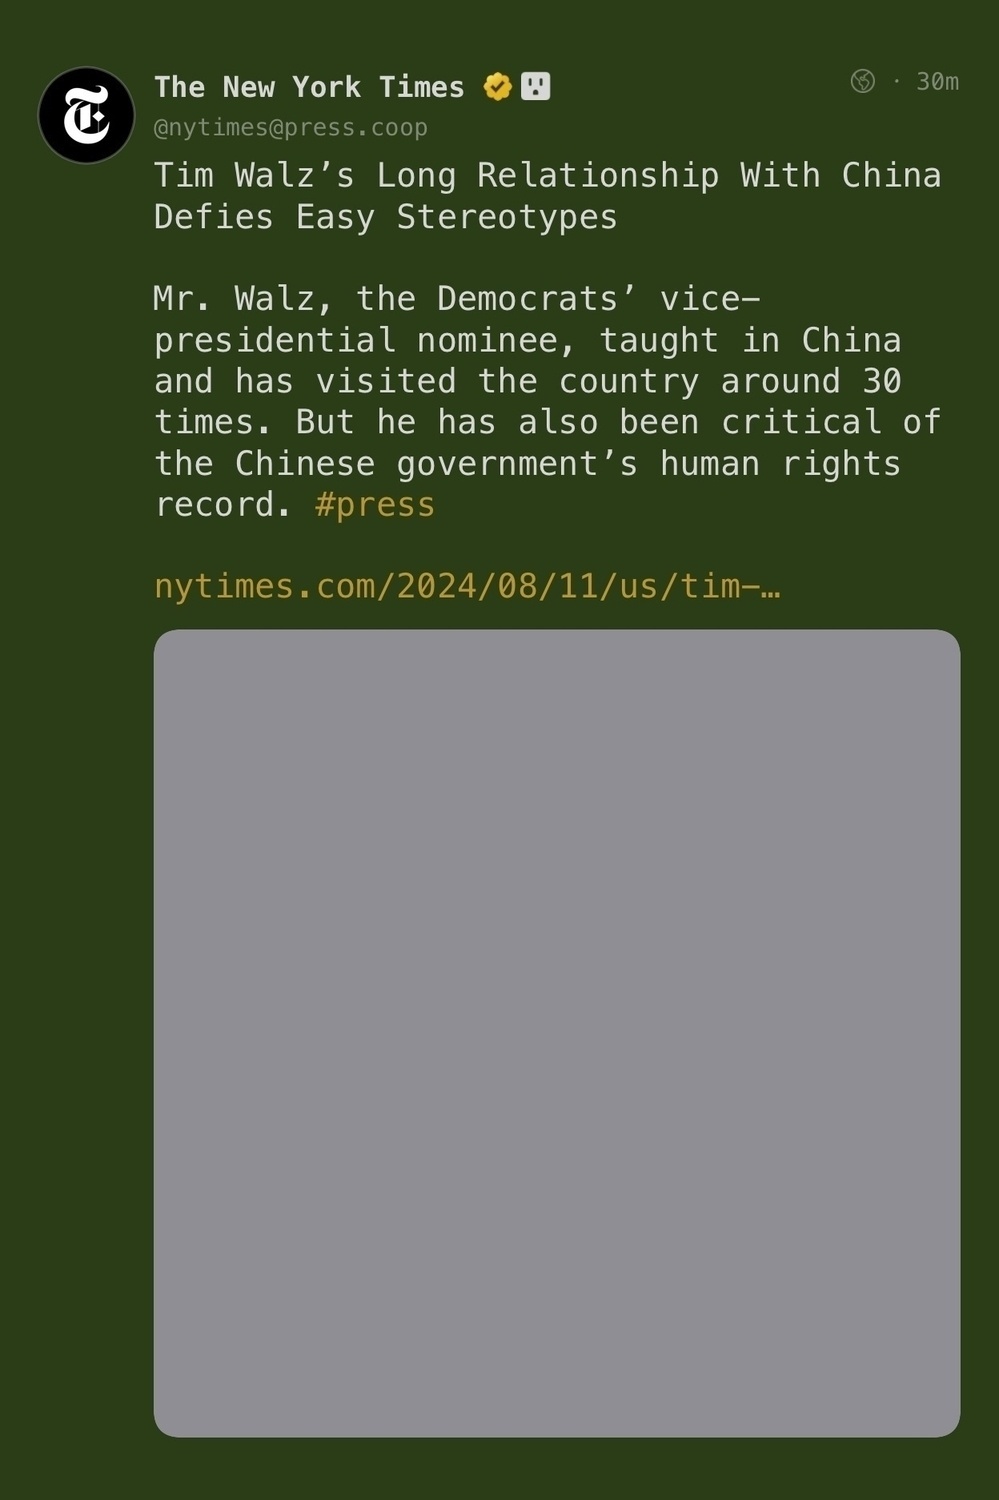 The New York Times
· 30m
@nytimes@press.coop
Tim Walz’s Long Relationship With China
Defies Easy Stereotypes
Mr. Walz, the Democrats’ vice-
presidential nominee, taught in China
and has visited the country around 30
times. But he has also been critical of
the Chinese government’s human rights
record. #press
nytimes.com/2024/08/11/us/tim-…